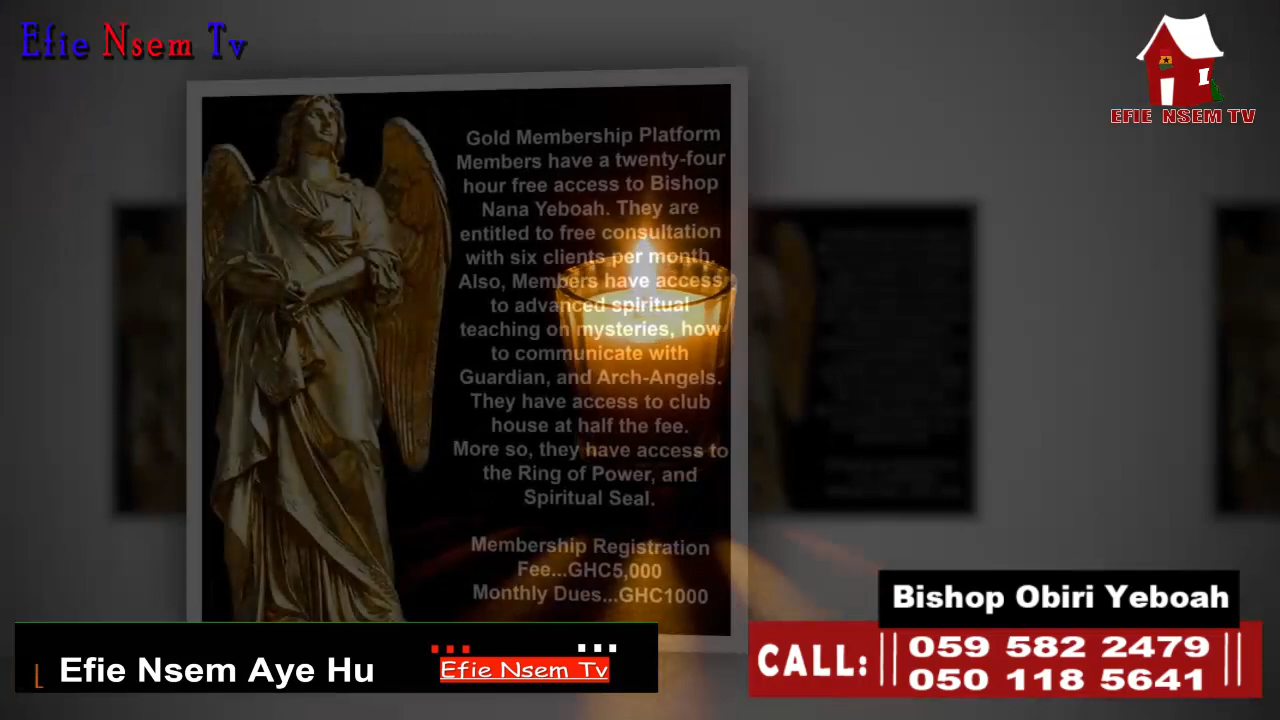 Efie Nsem Tv
EFIE NSEM TV
Gold Membership Platform
Members have a twenty-four
hour free access to Bishop
Nana Yeboah. They are
entitled to free consultation
with six clients per month.
Also, Members have access
to advanced spiritual
teaching on mysteries, how
to communicate with
Guardian, and Arch-Angels.
They have access to club
house at half the fee.
More so, they have access to
the Ring of Power, and
Spiritual Seal.
Membership Registration
Fee...GHC5,000
Monthly Dues...GHC1000
Bishop Obiri Yeboah
CALL:
059 582 2479
050 118 5641
Efie Nsem Aye Hu
Efie Nsem Tv